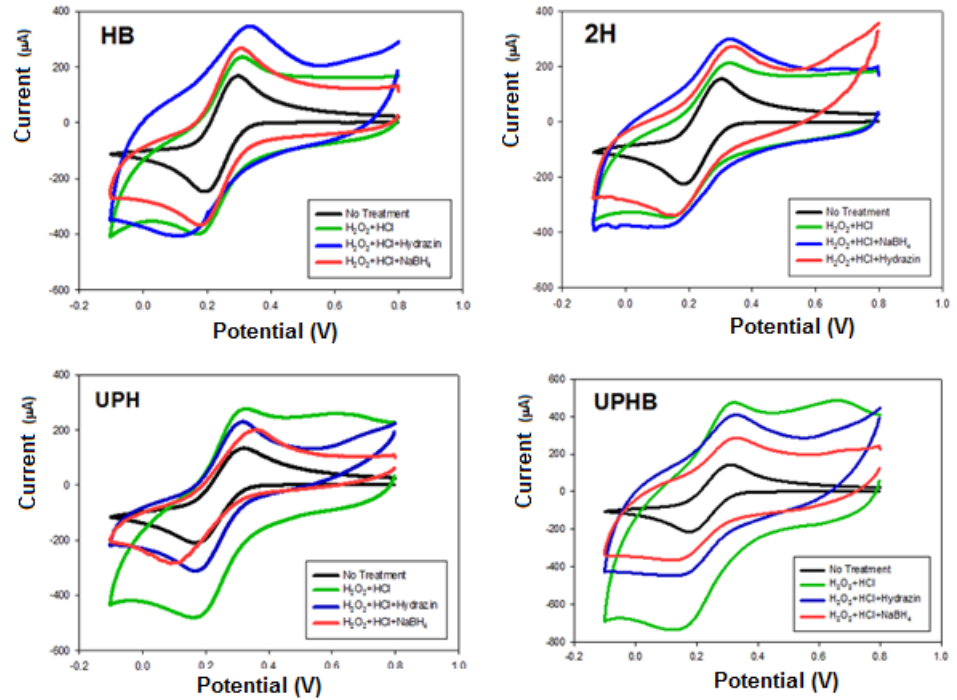 HB
Current (μA)
400
200
0
-200
-400
-600
-0.2
0.0
0.2
0.4
0.6
0.8
1.0
Potential (V)
No Treatment
H₂O₂+HCl
H₂O₂+HCl+Hydrazin
H₂O₂+HCl+NaBH₄
2H
Current (μA)
400
200
0
-200
-400
-600
-0.2
0.0
0.2
0.4
0.6
0.8
1.0
Potential (V)
No Treatment
H₂O₂+HCl
H₂O₂+HCl+NaBH₄
H₂O₂+HCl+Hydrazin
UPH
Current (μA)
400
200
0
-200
-400
-600
-0.2
0.0
0.2
0.4
0.6
0.8
1.0
Potential (V)
No Treatment
H₂O₂+HCl
H₂O₂+HCl+Hydrazin
H₂O₂+HCl+NaBH₄
UPHB
Current (μA)
600
400
200
0
-200
-400
-600
-800
-0.2
0.0
0.2
0.4
0.6
0.8
1.0
Potential (V)
No Treatment
H₂O₂+HCl
H₂O₂+HCl+Hydrazin
H₂O₂+HCl+NaBH₄